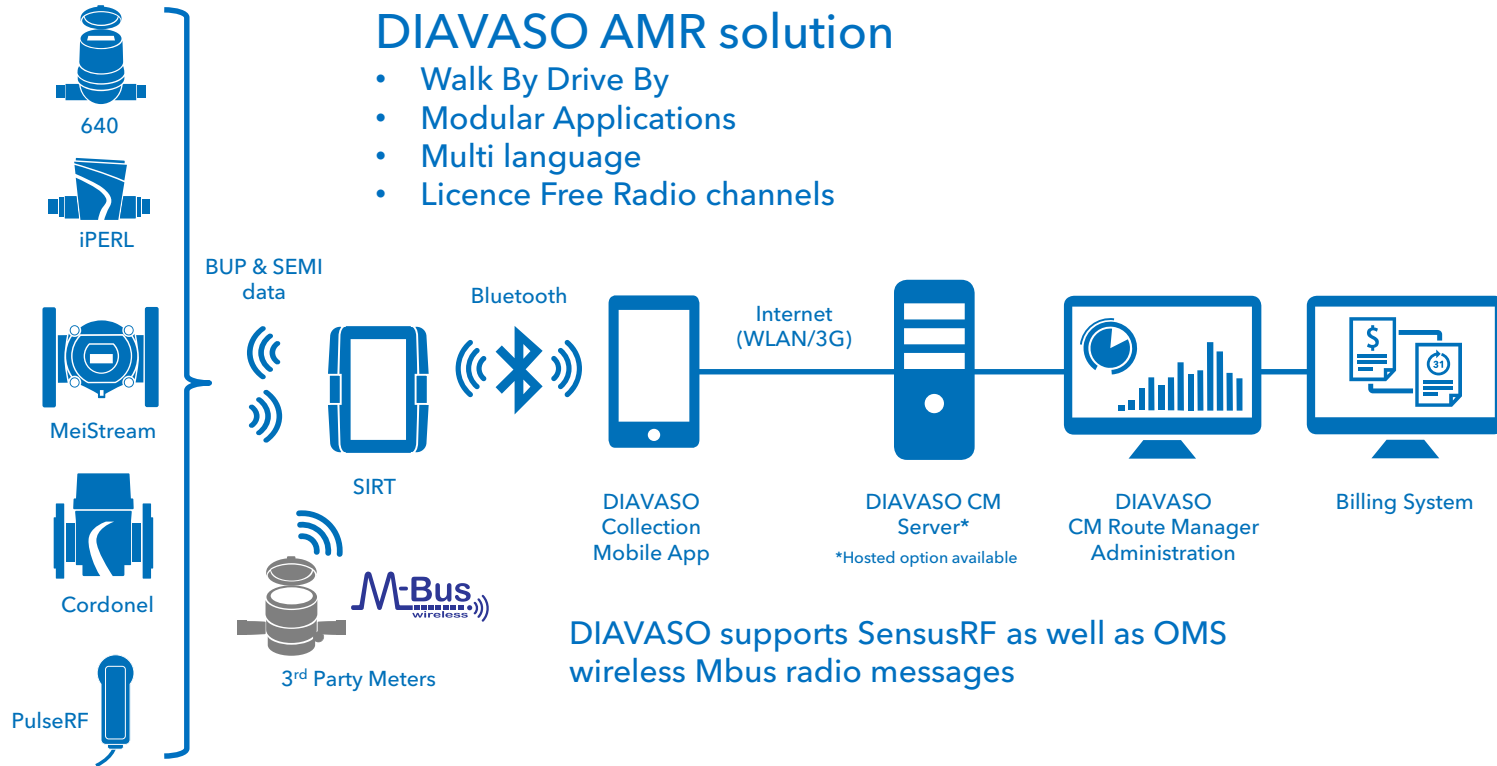 DIAVASO AMR solution
• Walk By Drive By
• Modular Applications
• Multi language
• Licence Free Radio channels
640
iPERL
MeiStream
Cordonel
PulseRF
BUP & SEMI
data
SIRT
3rd Party Meters
M-Bus
wireless
Bluetooth
DIAVASO
Collection
Mobile App
Internet
(WLAN/3G)
DIAVASO CM
Server*
*Hosted option available
DIAVASO
CM Route Manager
Administration
$
31
Billing System
DIAVASO supports SensusRF as well as OMS
wireless Mbus radio messages